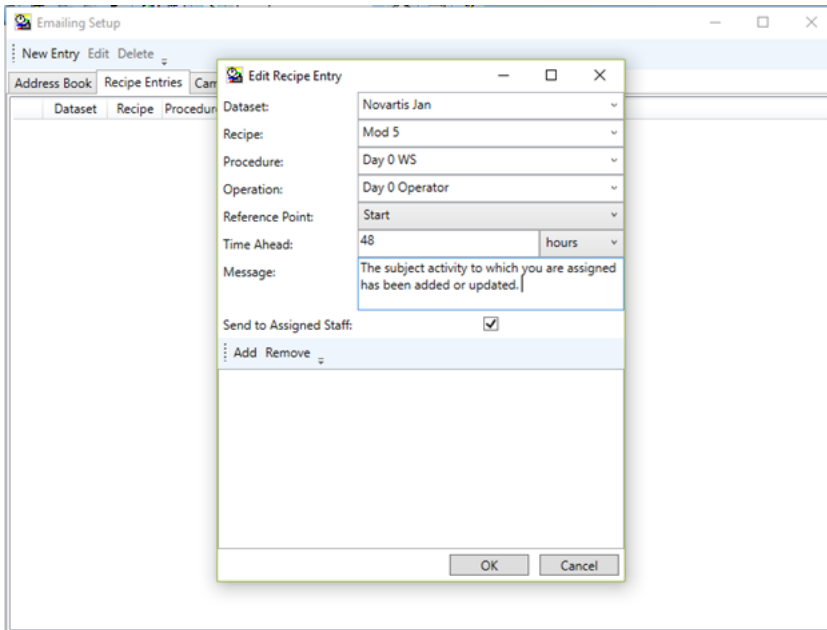 Emailing Setup
New Entry Edit Delete
Address Book Recipe Entries
Dataset Recipe
Edit Recipe Entry
Dataset: Novartis Jan
Recipe: Mod 5
Procedure: Day 0 WS
Operation: Day 0 Operator
Reference Point: Start
Time Ahead: 48 hours
Message: The subject activity to which you are assigned
has been added or updated.
Send to Assigned Staff:
Add Remove
OK Cancel